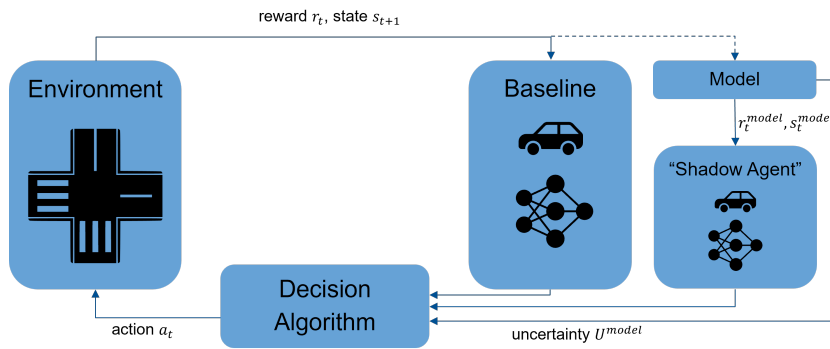 reward r_t, state s_{t+1}
Environment
Baseline
Model
r_t^{model}, s_t^{mode
"Shadow Agent"
Decision
Algorithm
action a_t
uncertainty U^{model}